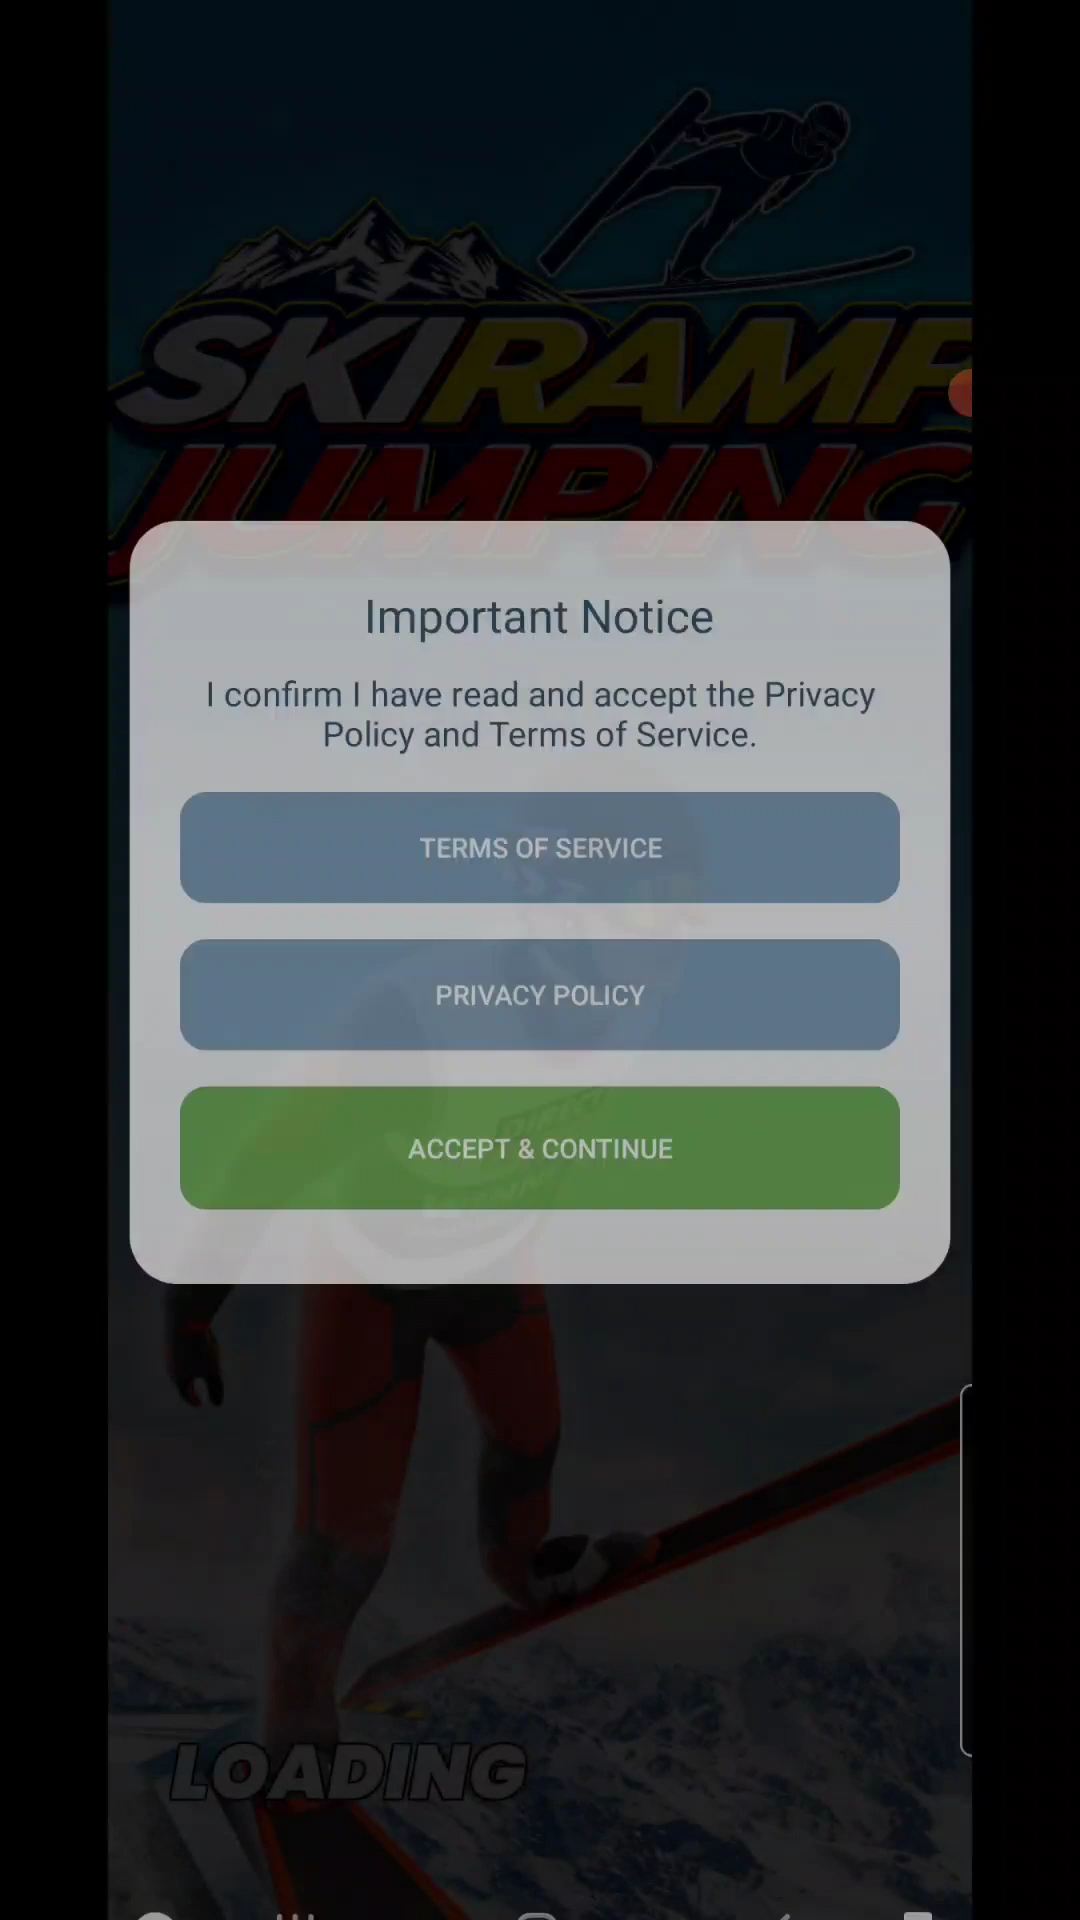 SKI RAMP
JUMPING
Important Notice
I confirm I have read and accept the Privacy
Policy and Terms of Service.
TERMS OF SERVICE
PRIVACY POLICY
ACCEPT & CONTINUE
LOADING